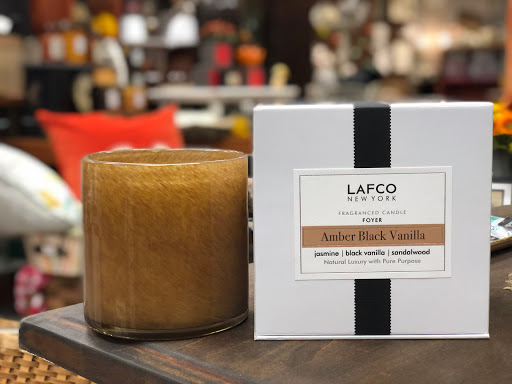 LAFCO
NEW YORK
FRAGRANCED CANDLE
FOYER
Amber Black Vanilla
jasmine | black vanilla | sandalwood
Natural Luxury with Pure Purpose